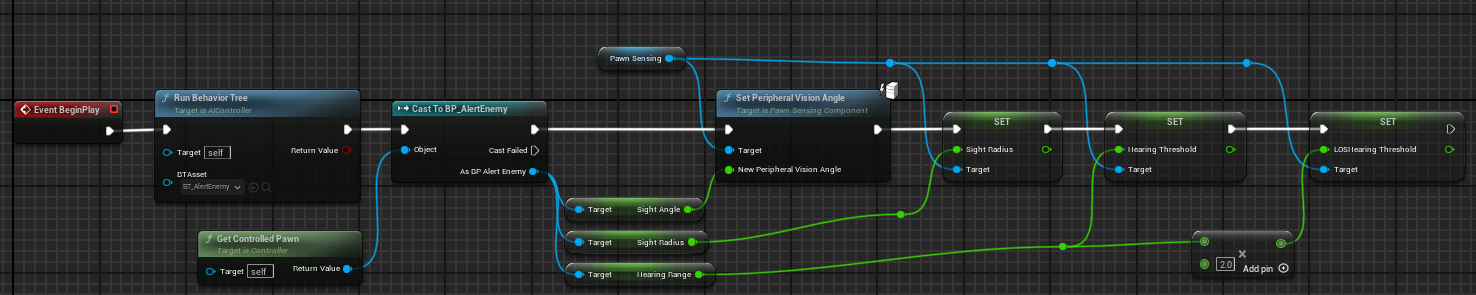 Pawn Sensing
Event BeginPlay
Run Behavior Tree
Target is AIController
Target self
Return Value
BTAsset
BT_AlertEnemy
Cast To BP_AlertEnemy
Object
Cast Failed
As BP Alert Enemy
Set Peripheral Vision Angle
Target is Pawn Sensing Component
Target
New Peripheral Vision Angle
SET
Sight Radius
Target
SET
Hearing Threshold
Target
SET
LOSHearing Threshold
Target
Target Sight Angle
Target Sight Radius
Target Hearing Range
Get Controlled Pawn
Target is Controller
Target self
Return Value
2.0
Add pin